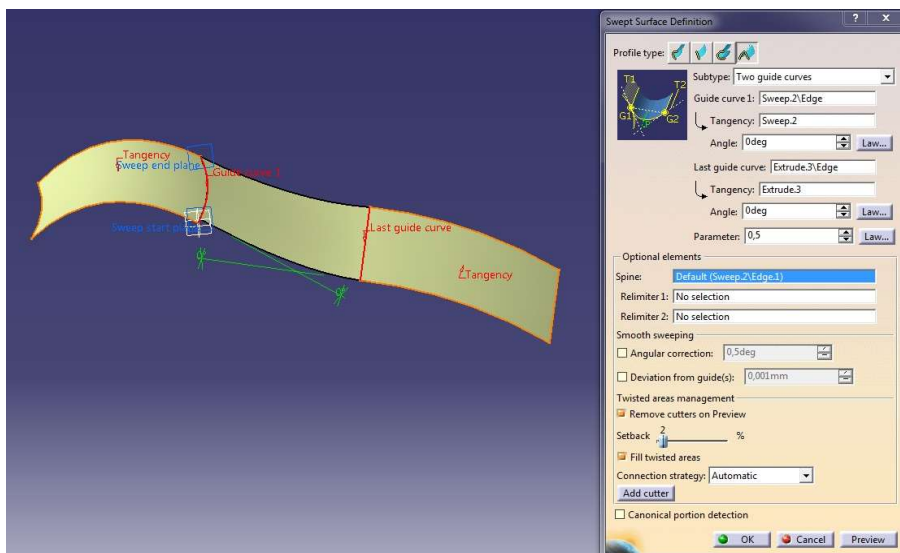 Swept Surface Definition
? x
Profile type:
Subtype: Two guide curves
T1 T2
G1 G2
Guide curve 1: Sweep.2\Edge
Tangency: Sweep.2
Angle: 0deg Law...
Last guide curve: Extrude.3\Edge
Tangency: Extrude.3
Angle: 0deg Law...
Parameter: 0,5 Law...
Optional elements
Spine: Default (Sweep.2\Edge.1)
Relimiter 1: No selection
Relimiter 2: No selection
Smooth sweeping
Angular correction: 0,5deg
Deviation from guide(s): 0,001mm
Twisted areas management
Remove cutters on Preview
Setback 2 %
Fill twisted areas
Connection strategy: Automatic
Add cutter
Canonical portion detection
OK Cancel Preview
Tangency
Sweep end plane
Guide curve 1
Sweep start plane
Last guide curve
Tangency